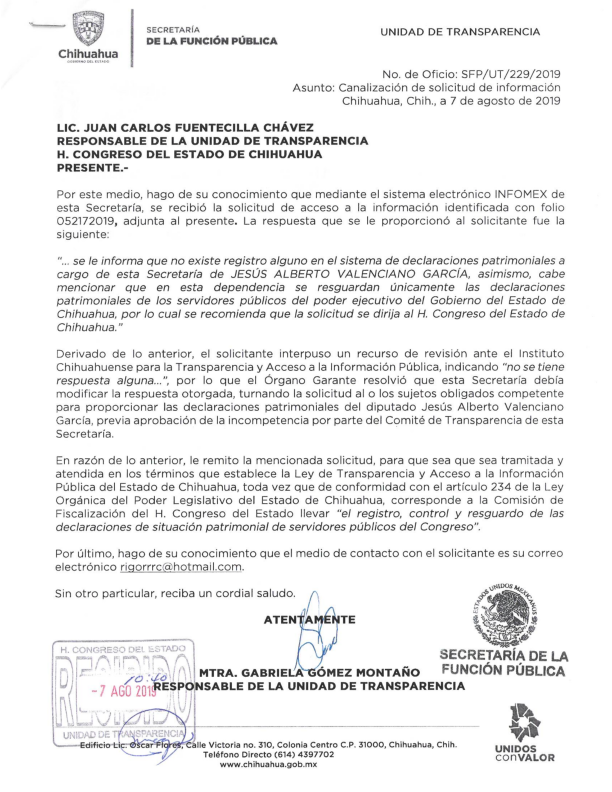 Chihuahua
GOBIERNO DEL ESTADO
SECRETARÍA
DE LA FUNCIÓN PÚBLICA
UNIDAD DE TRANSPARENCIA
No. de Oficio: SFP/UT/229/2019
Asunto: Canalización de solicitud de información
Chihuahua, Chih., a 7 de agosto de 2019
LIC. JUAN CARLOS FUENTECILLA CHÁVEZ
RESPONSABLE DE LA UNIDAD DE TRANSPARENCIA
H. CONGRESO DEL ESTADO DE CHIHUAHUA
PRESENTE.-
Por este medio, hago de su conocimiento que mediante el sistema electrónico INFOMEX de
esta Secretaría, se recibió la solicitud de acceso a la información identificada con folio
052172019, adjunta al presente. La respuesta que se le proporcionó al solicitante fue la
siguiente:
"... se le informa que no existe registro alguno en el sistema de declaraciones patrimoniales a
cargo de esta Secretaría de JESÚS ALBERTO VALENCIANO GARCÍA, asimismo, cabe
mencionar que en esta dependencia se resguardan únicamente las declaraciones
patrimoniales de los servidores públicos del poder ejecutivo del Gobierno del Estado de
Chihuahua, por lo cual se recomienda que la solicitud se dirija al H. Congreso del Estado de
Chihuahua."
Derivado de lo anterior, el solicitante interpuso un recurso de revisión ante el Instituto
Chihuahuense para la Transparencia y Acceso a la Información Pública, indicando "no se tiene
respuesta alguna...", por lo que el Órgano Garante resolvió que esta Secretaría debía
modificar la respuesta otorgada, turnando la solicitud al o los sujetos obligados competente
para proporcionar las declaraciones patrimoniales del diputado Jesús Alberto Valenciano
García, previa aprobación de la incompetencia por parte del Comité de Transparencia de esta
Secretaría.
En razón de lo anterior, le remito la mencionada solicitud, para que sea que sea tramitada y
atendida en los términos que establece la Ley de Transparencia y Acceso a la Información
Pública del Estado de Chihuahua, toda vez que de conformidad con el artículo 234 de la Ley
Orgánica del Poder Legislativo del Estado de Chihuahua, corresponde a la Comisión de
Fiscalización del H. Congreso del Estado llevar "el registro, control y resguardo de las
declaraciones de situación patrimonial de servidores públicos del Congreso".
Por último, hago de su conocimiento que el medio de contacto con el solicitante es su correo
electrónico rigorrrc@hotmail.com.
Sin otro particular, reciba un cordial saludo.
ATENTAMENTE
ESTADOS UNIDOS MEXICANOS
SECRETARÍA DE LA
FUNCIÓN PÚBLICA
H. CONGRESO DEL ESTADO
RECIBIDO
10:40
-7 AGO 2019
UNIDAD DE TRANSPARENCIA
MTRA. GABRIELA GÓMEZ MONTAÑO
RESPONSABLE DE LA UNIDAD DE TRANSPARENCIA
Edificio Lic. Óscar Flores, Calle Victoria no. 310, Colonia Centro C.P. 31000, Chihuahua, Chih.
Teléfono Directo (614) 4397702
www.chihuahua.gob.mx
UNIDOS
conVALOR